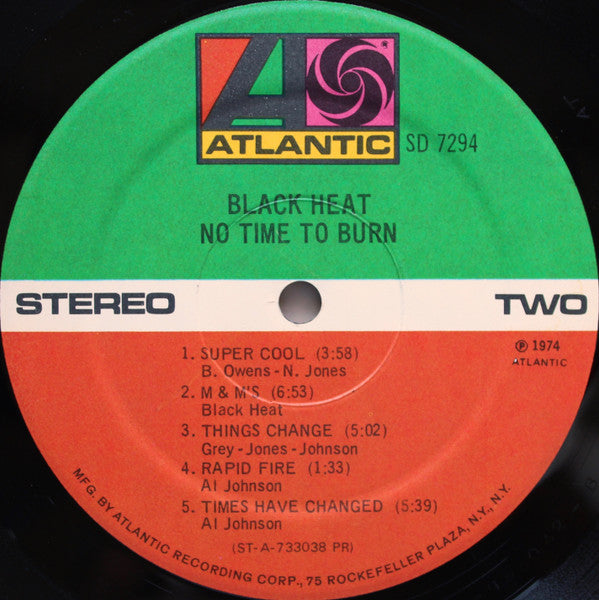 ATLANTIC
SD 7294
BLACK HEAT
NO TIME TO BURN
STEREO
TWO
℗ 1974
ATLANTIC
1. SUPER COOL (3:58)
B. Owens-N. Jones
2. M & M'S (6:53)
Black Heat
3. THINGS CHANGE (5:02)
Grey-Jones-Johnson
4. RAPID FIRE (1:33)
Al Johnson
5. TIMES HAVE CHANGED (5:39)
Al Johnson
(ST-A-733038 PR)
MFG. BY ATLANTIC RECORDING CORP., 75 ROCKEFELLER PLAZA, N.Y., N.Y.